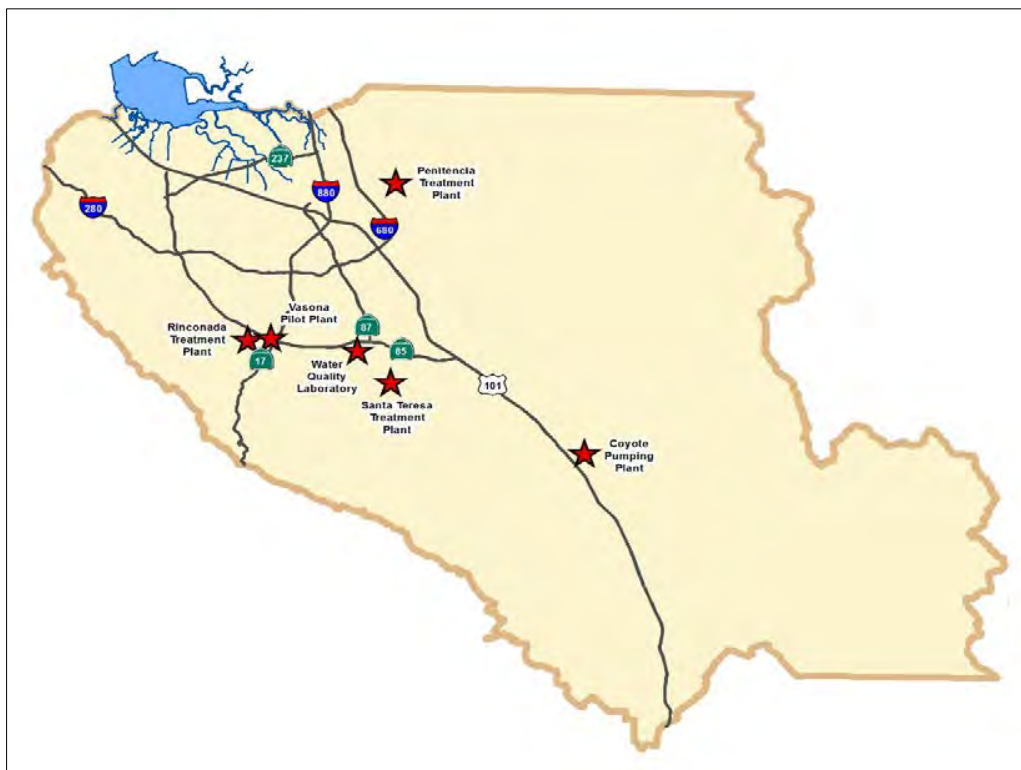 237
Penitencia
Treatment
Plant
880
280
680
Vasona
Pilot Plant
Rinconada
Treatment
Plant
87
85
17
Water
Quality
Laboratory
101
Santa Teresa
Treatment
Plant
Coyote
Pumping
Plant